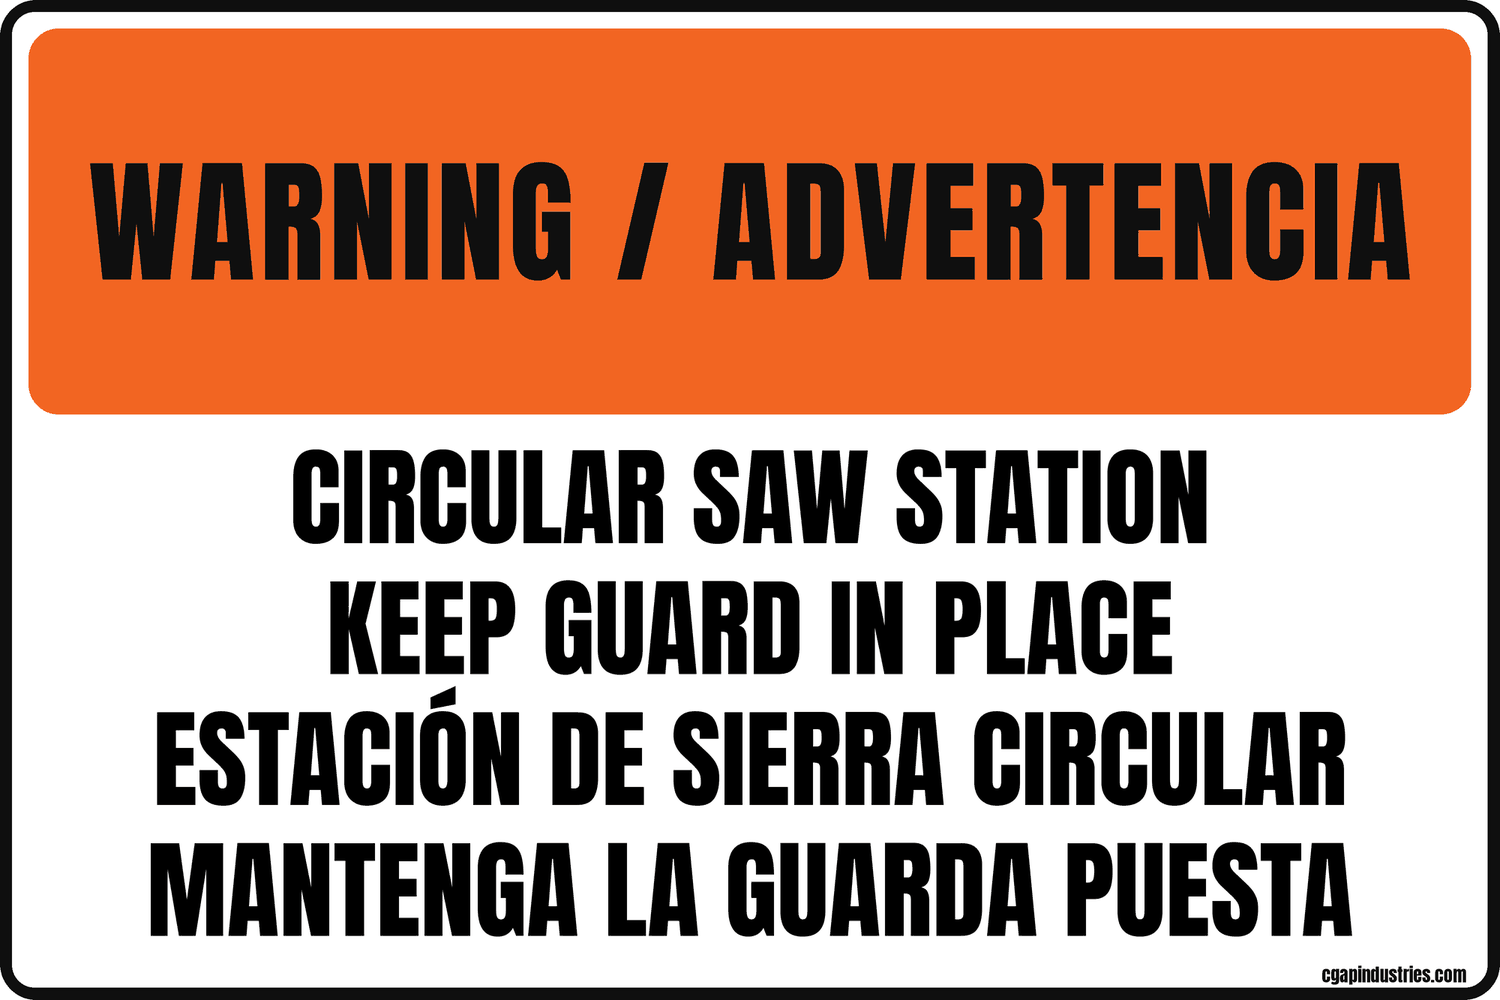 WARNING / ADVERTENCIA
CIRCULAR SAW STATION
KEEP GUARD IN PLACE
ESTACIÓN DE SIERRA CIRCULAR
MANTENGA LA GUARDA PUESTA
cgapindustries.com